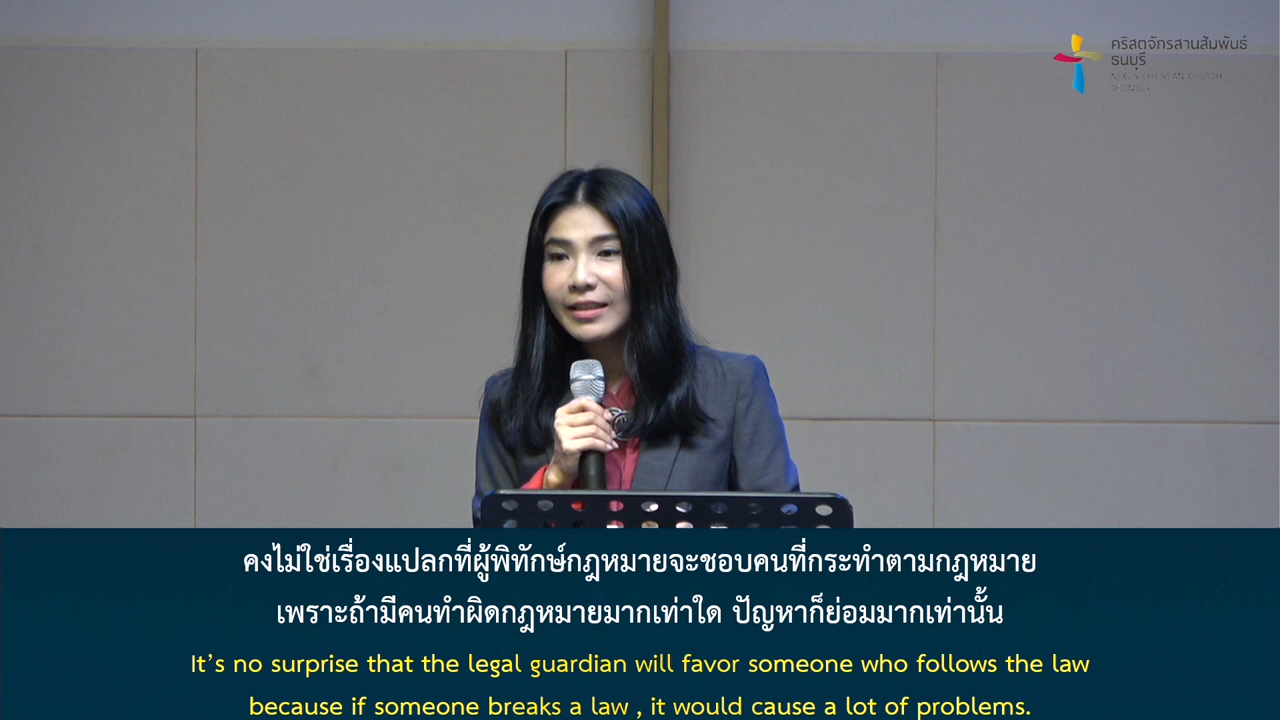 คริสตจักรสานสัมพันธ์
ธนบุรี
คงไม่ใช่เรื่องแปลกที่ผู้พิทักษ์กฎหมายจะชอบคนที่กระทำตามกฎหมาย
เพราะถ้ามีคนทำผิดกฎหมายมากเท่าใด ปัญหาก็ย่อมมากเท่านั้น
It's no surprise that the legal guardian will favor someone who follows the law
because if someone breaks a law , it would cause a lot of problems.